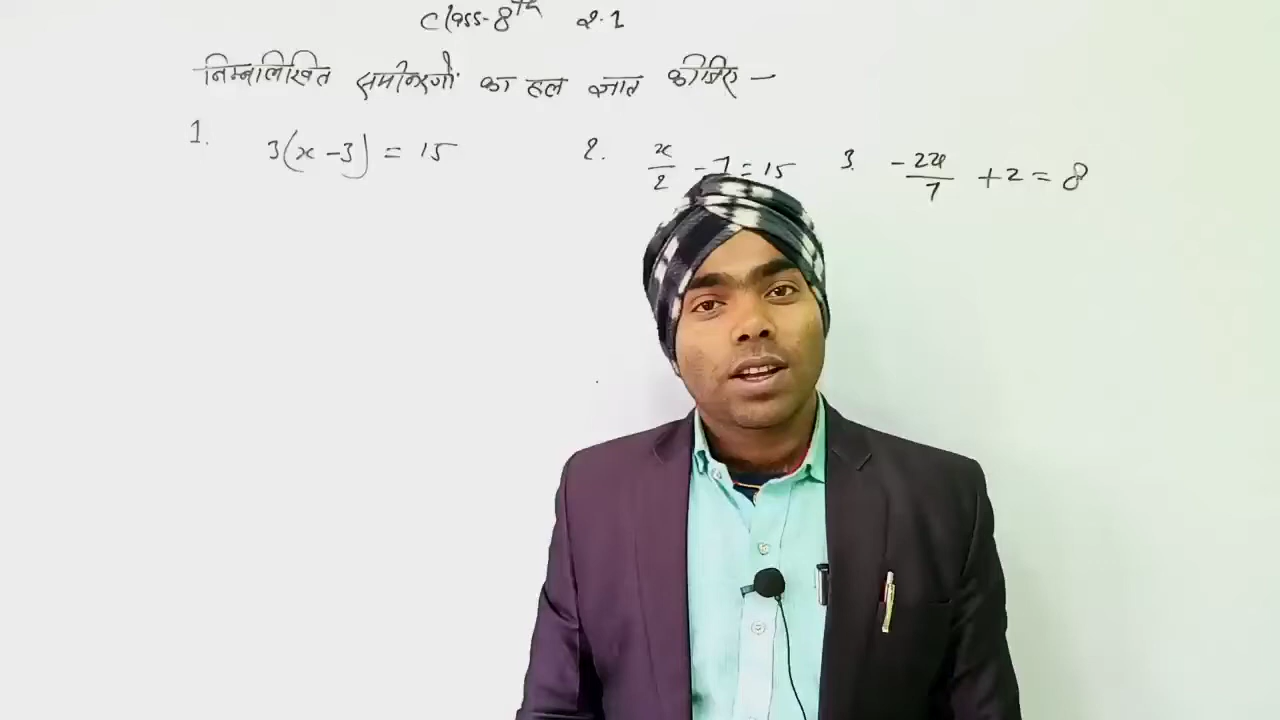 Class-8th 2.1
निम्नलिखित समीकरणों का हल ज्ञात कीजिए -
1. 3(x - 3) = 15 2. x/2 - 7 = 15 3. -2x/7 + 2 = 8